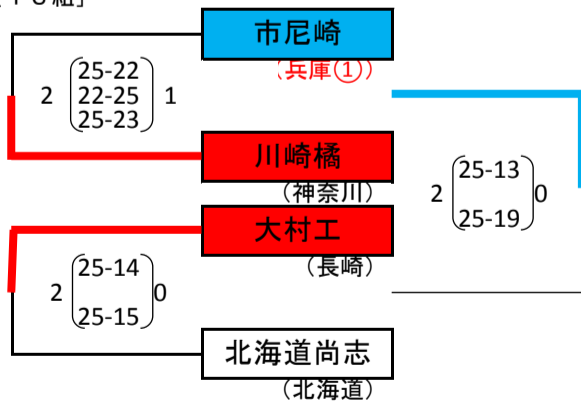 市尼崎
(兵庫①)
2 25-22 1
22-25
25-23
川崎橘
(神奈川)
2 25-13 0
25-19
大村工
(長崎)
2 25-14 0
25-15
北海道尚志
(北海道)